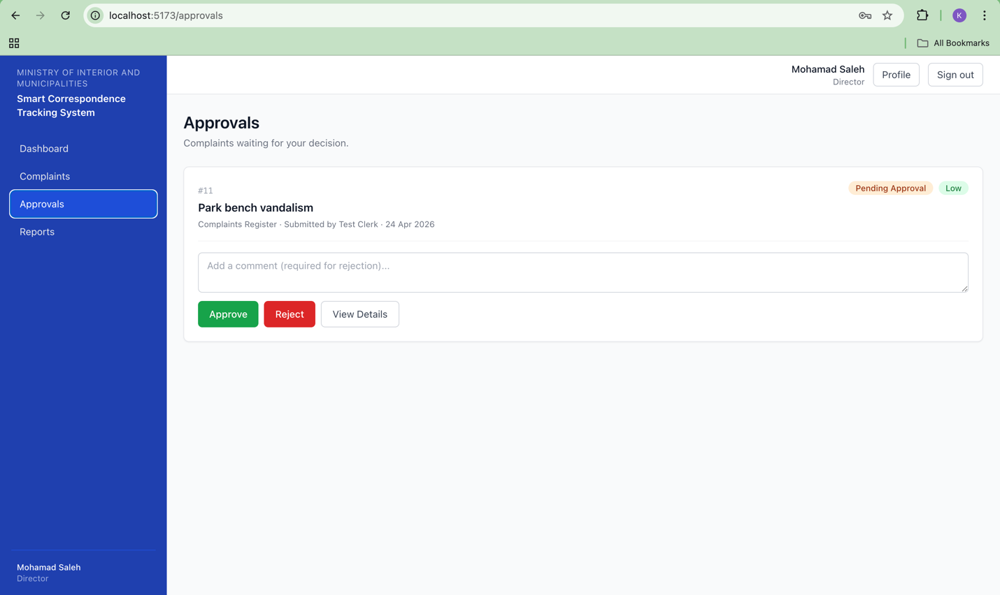 localhost:5173/approvals
K
All Bookmarks
MINISTRY OF INTERIOR AND
MUNICIPALITIES
Smart Correspondence
Tracking System
Dashboard
Complaints
Approvals
Reports
Mohamad Saleh
Director
Mohamad Saleh
Director
Profile
Sign out
Approvals
Complaints waiting for your decision.
#11
Pending Approval
Low
Park bench vandalism
Complaints Register · Submitted by Test Clerk · 24 Apr 2026
Add a comment (required for rejection)...
Approve
Reject
View Details